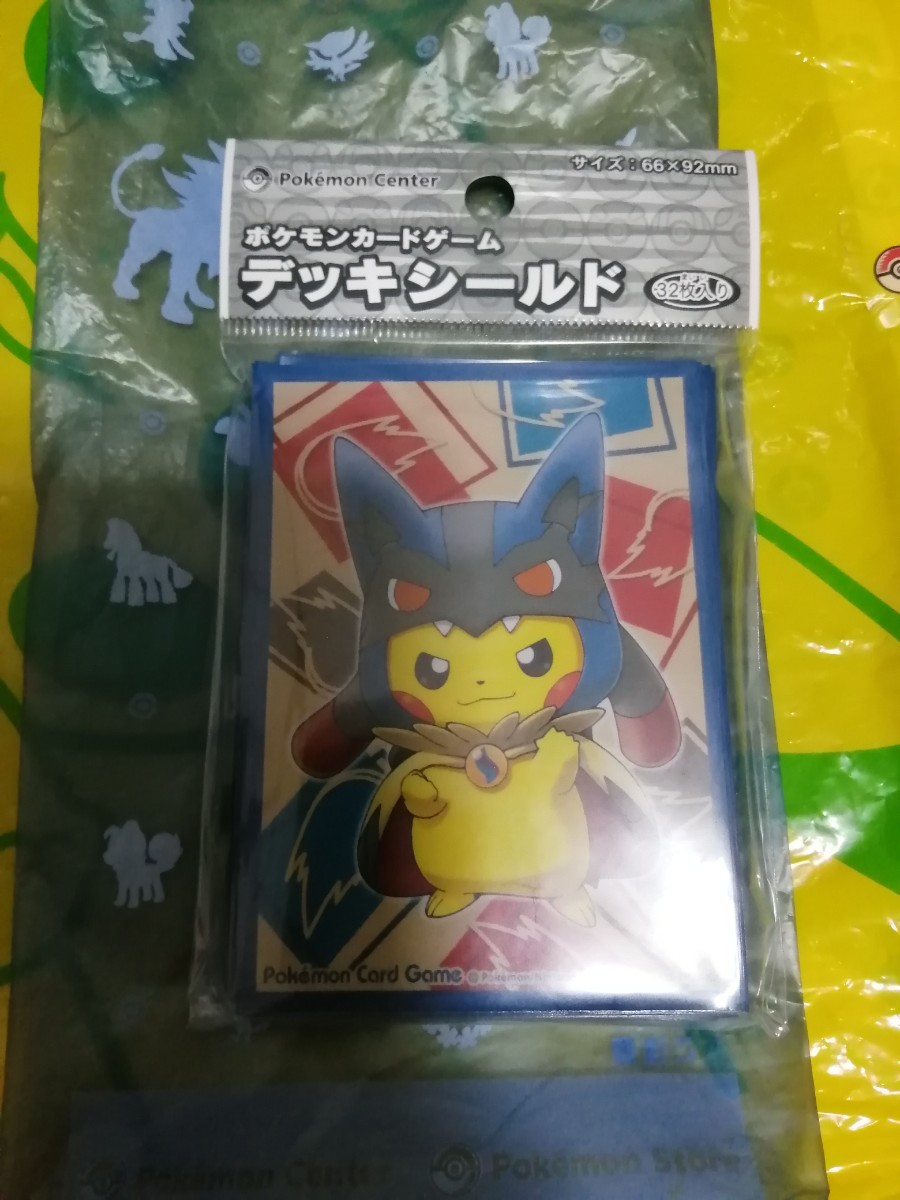 Pokémon Center
サイズ：66×92mm
ポケモンカードゲーム
デッキシールド
32枚入り
Pokémon Card Game © Pokémon
Pokémon Center
Pokémon Store